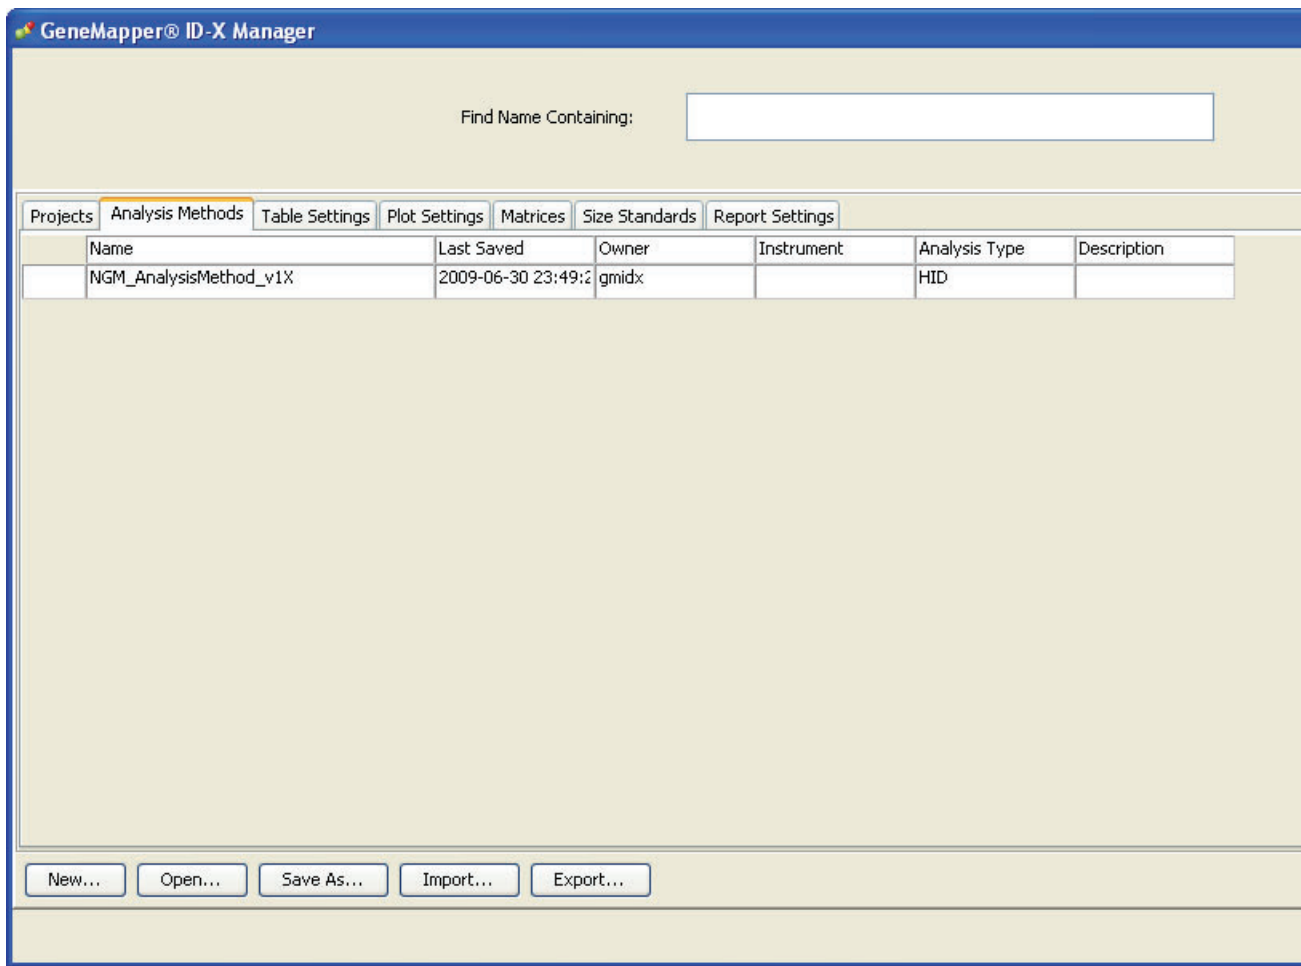 GeneMapper® ID-X Manager
Find Name Containing:
Projects Analysis Methods Table Settings Plot Settings Matrices Size Standards Report Settings
Name Last Saved Owner Instrument Analysis Type Description
NGM_AnalysisMethod_v1X 2009-06-30 23:49:2 gmidx HID
New... Open... Save As... Import... Export...